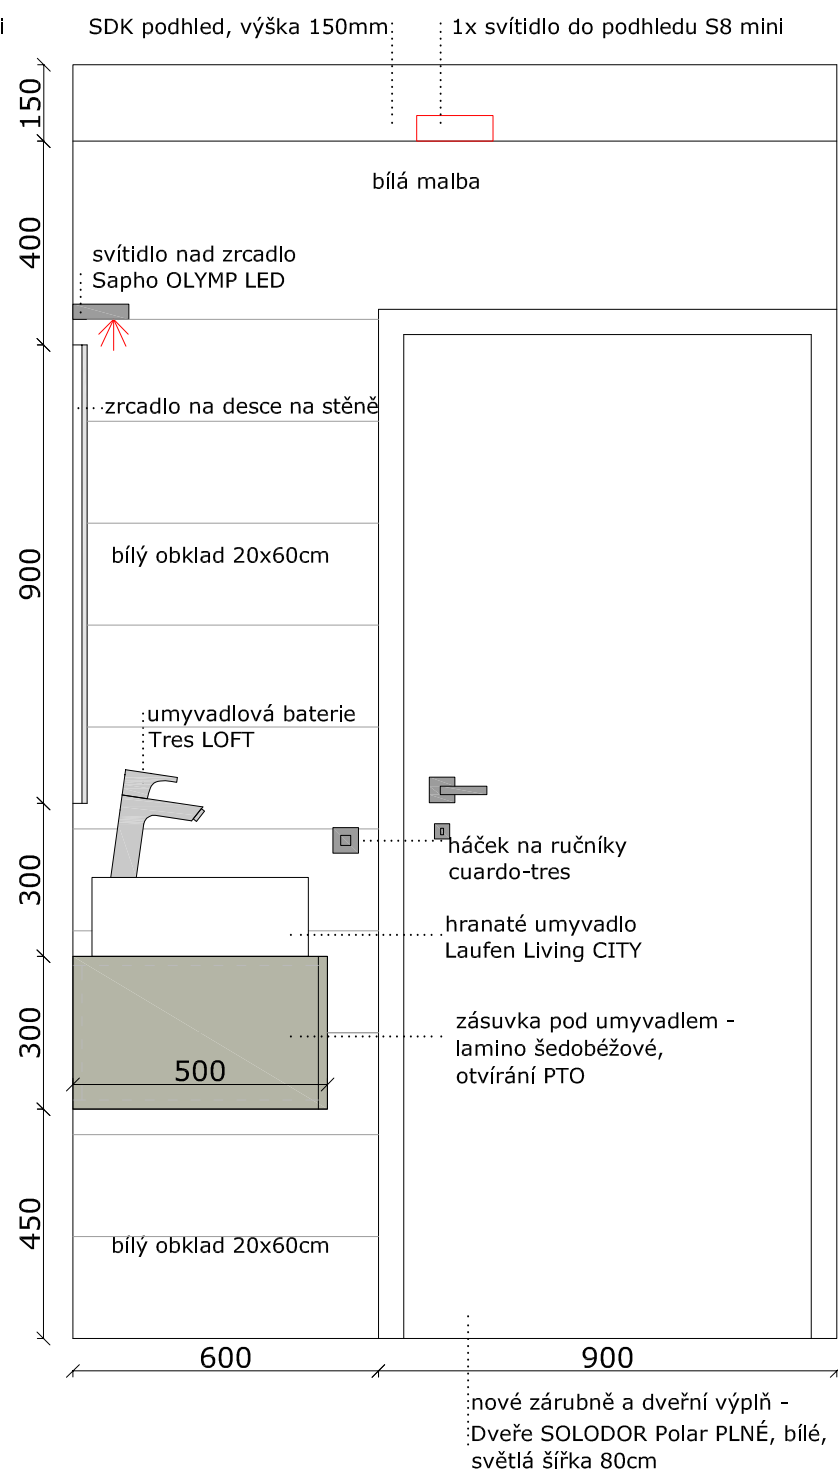 i
SDK podhled, výška 150mm
1x svítidlo do podhledu S8 mini
150
bílá malba
400
svítidlo nad zrcadlo
Sapho OLYMP LED
zrcadlo na desce na stěně
bílý obklad 20x60cm
900
umyvadlová baterie
Tres LOFT
háček na ručníky
cuardo-tres
300
hranaté umyvadlo
Laufen Living CITY
zásuvka pod umyvadlem -
lamino šedobéžové,
otvírání PTO
300
500
450
bílý obklad 20x60cm
600
900
nové zárubně a dveřní výplň -
Dveře SOLODOR Polar PLNÉ, bílé,
světlá šířka 80cm